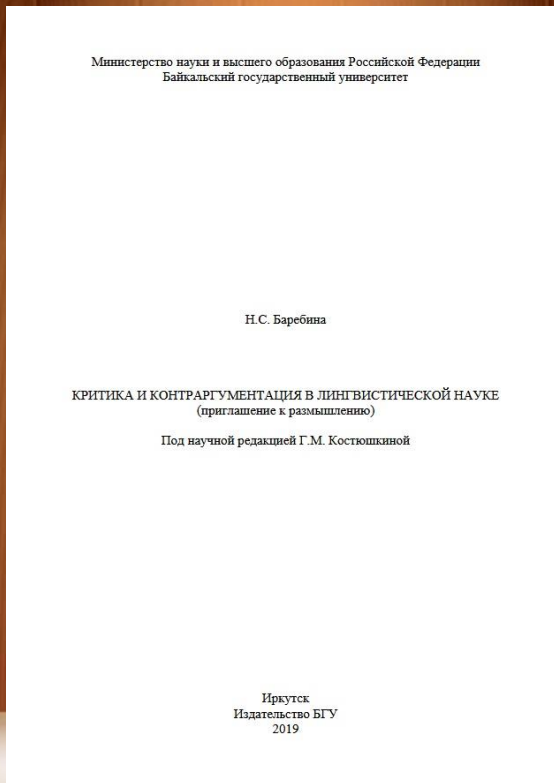 Министерство науки и высшего образования Российской Федерации
Байкальский государственный университет
Н.С. Баребина
КРИТИКА И КОНТРАРГУМЕНТАЦИЯ В ЛИНГВИСТИЧЕСКОЙ НАУКЕ
(приглашение к размышлению)
Под научной редакцией Г.М. Костюшкиной
Иркутск
Издательство БГУ
2019